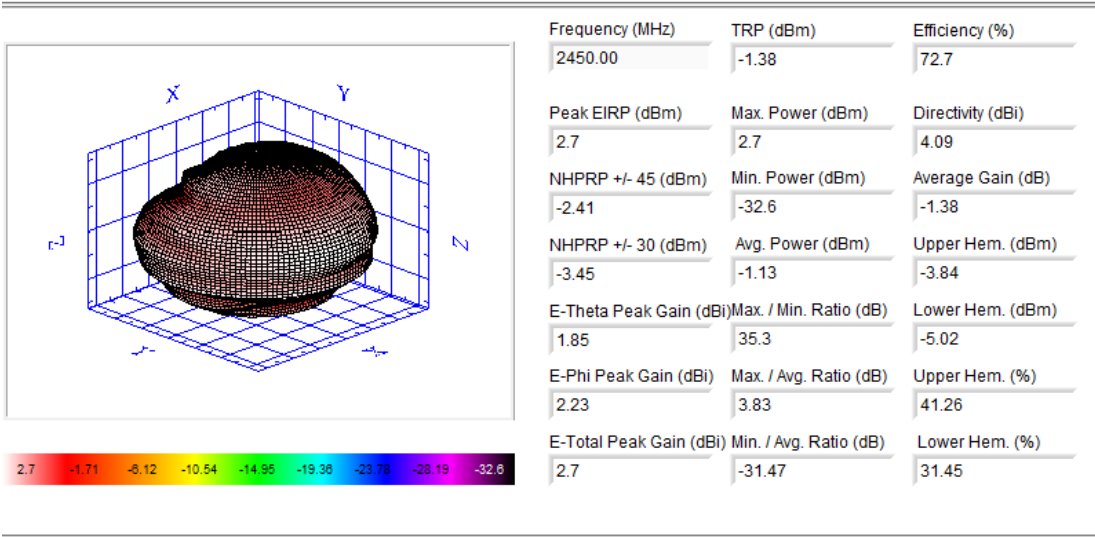 Frequency (MHz) TRP (dBm) Efficiency (%)
2450.00 -1.38 72.7
X Y
Peak EIRP (dBm) Max. Power (dBm) Directivity (dBi)
2.7 2.7 4.09
NHPRP +/- 45 (dBm) Min. Power (dBm) Average Gain (dB)
-2.41 -32.6 -1.38
Z
NHPRP +/- 30 (dBm) Avg. Power (dBm) Upper Hem. (dBm)
-3.45 -1.13 -3.84
E-Theta Peak Gain (dBi) Max. / Min. Ratio (dB) Lower Hem. (dBm)
1.85 35.3 -5.02
E-Phi Peak Gain (dBi) Max. / Avg. Ratio (dB) Upper Hem. (%)
2.23 3.83 41.26
E-Total Peak Gain (dBi) Min. / Avg. Ratio (dB) Lower Hem. (%)
2.7 -31.47 31.45
2.7 -1.71 -6.12 -10.54 -14.95 -19.36 -23.78 -28.19 -32.6